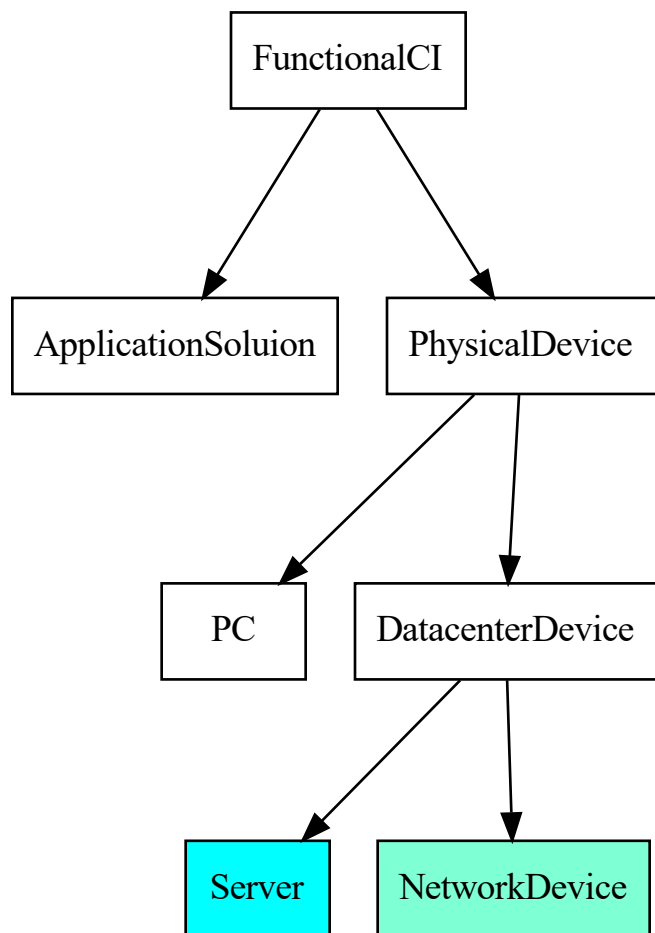 FunctionalCI
ApplicationSoluion
PhysicalDevice
PC
DatacenterDevice
Server
NetworkDevice